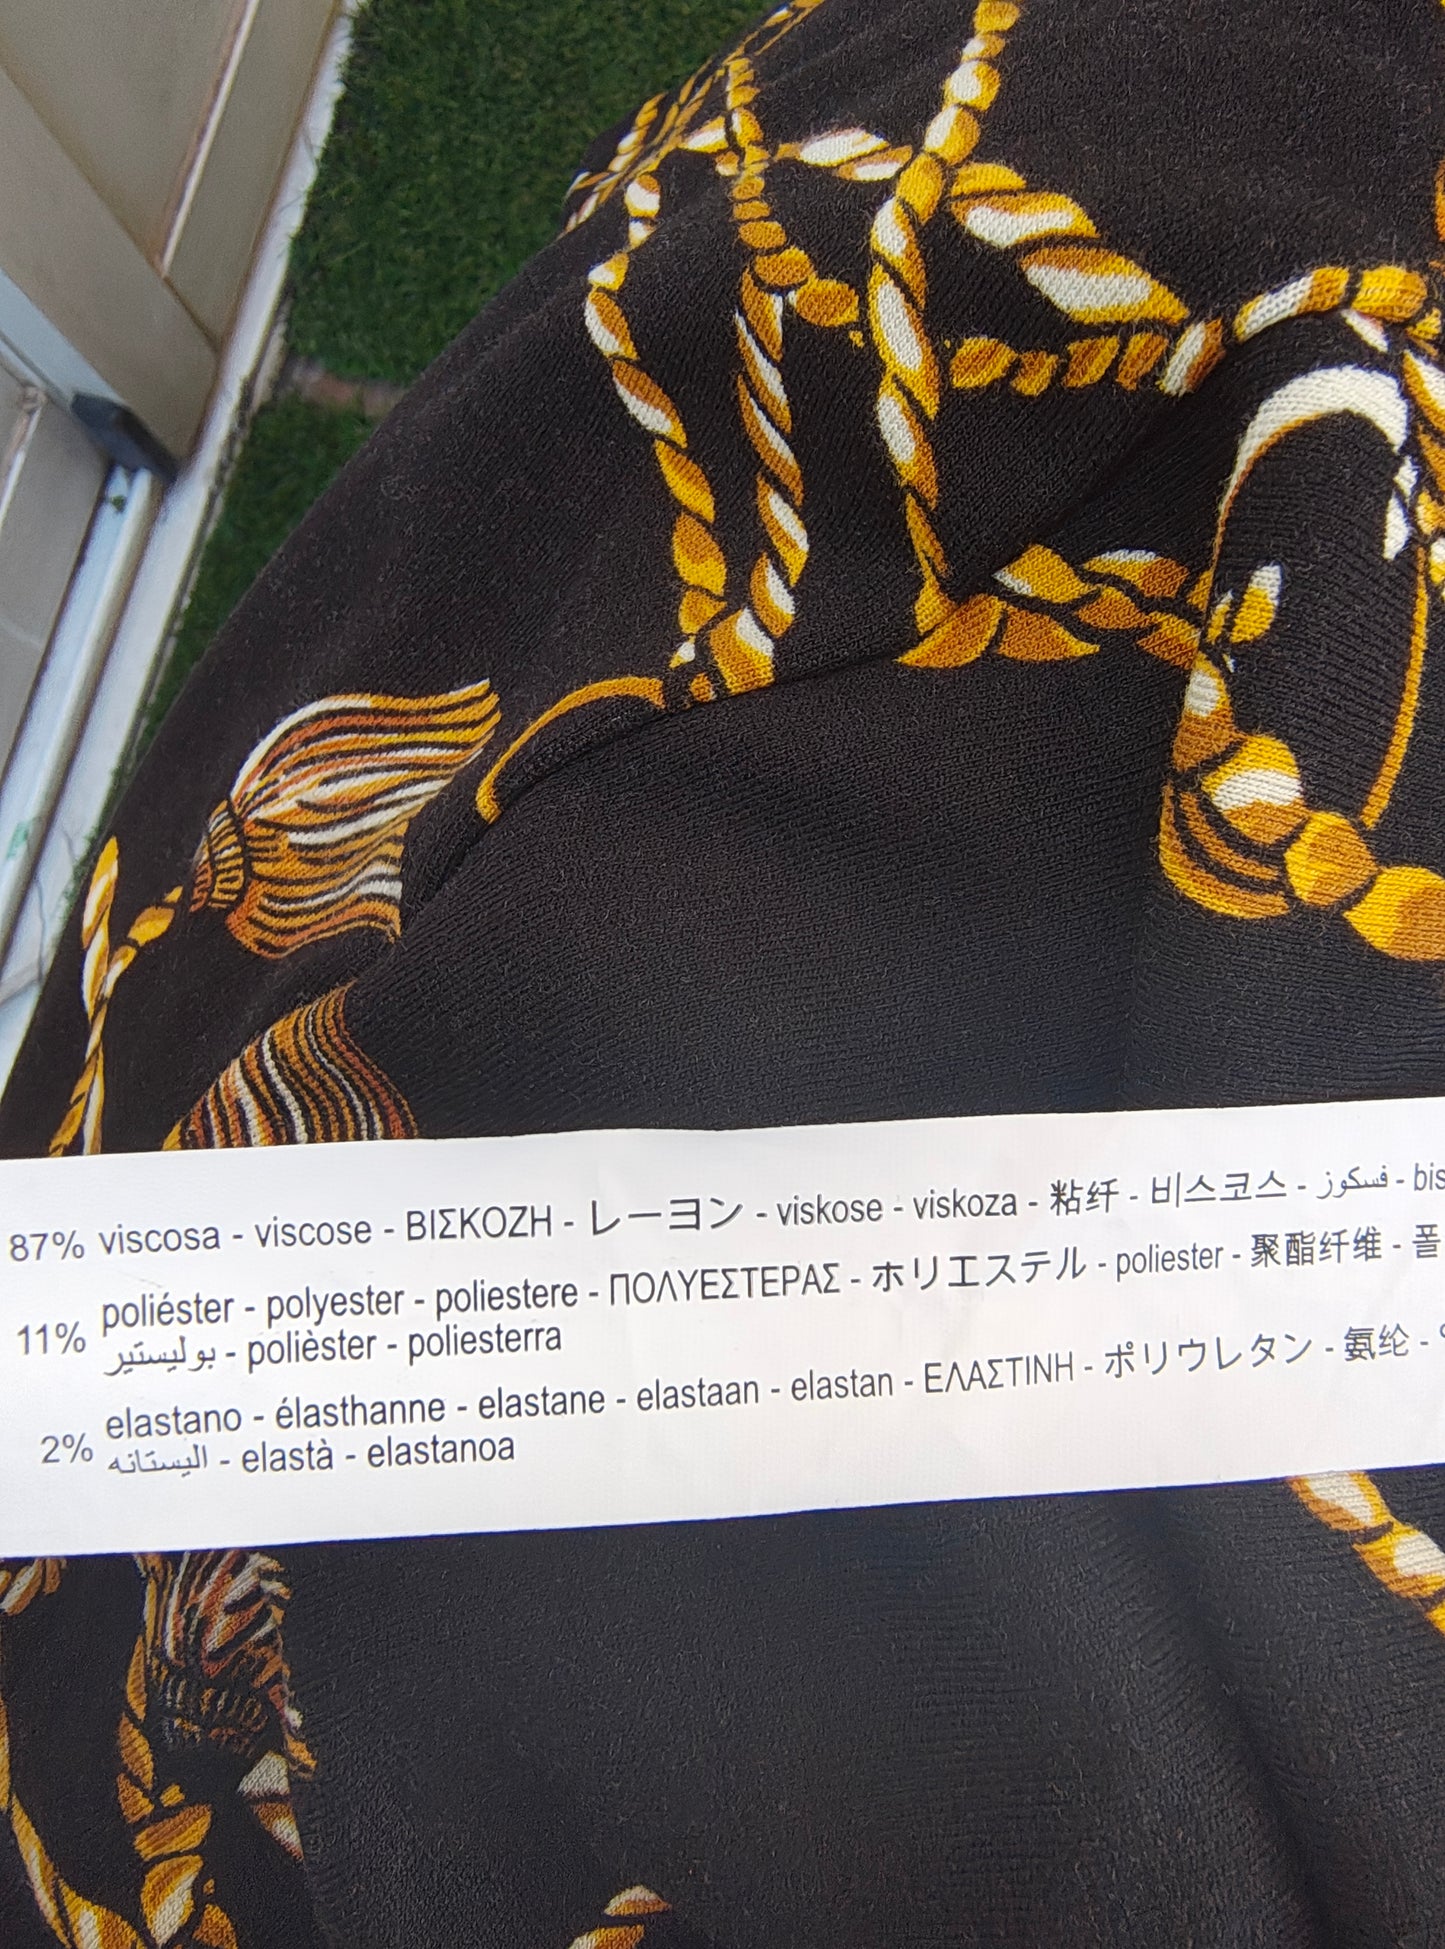 87% viscosa - viscose - ΒΙΣΚΟΖΗ - レーヨン - viskose - viskoza - 粘纤 - 비스코스 - فسكوز -
11% poliéster - polyester - poliestere - ΠΟΛΥΕΣΤΕΡΑΣ - ホリエステル - poliester - 聚酯纤维 -
بوليستير - polièster - poliesterra
2% elastano - élasthanne - elastane - elastaan - elastan - ΕΛΑΣΤΙΝΗ - ポリウレタン - 氨纶 -
اليستانه - elastà - elastanoa